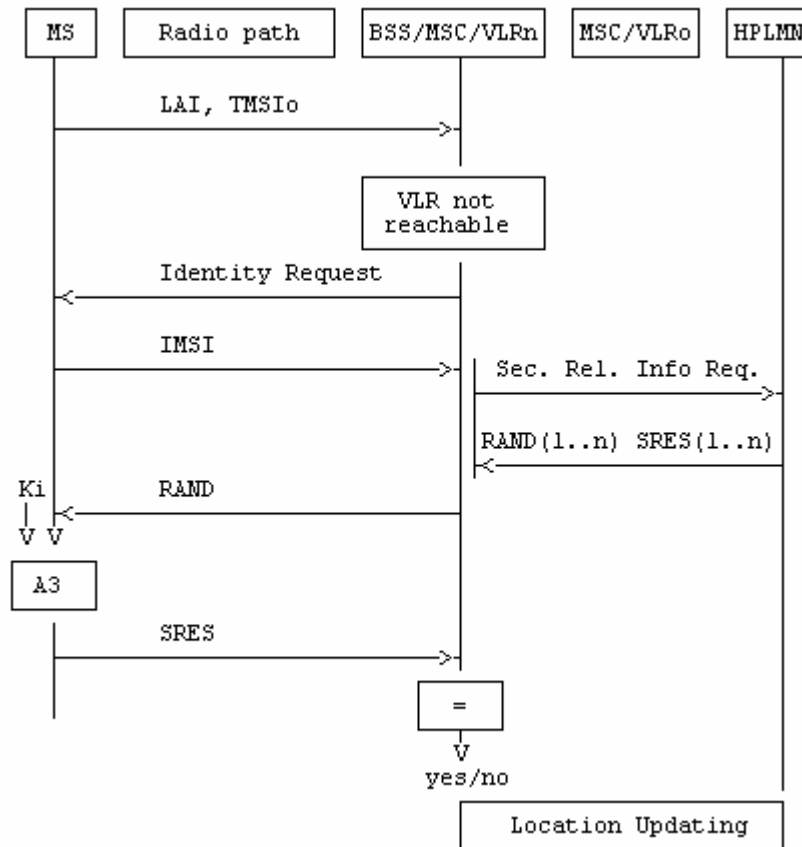 MS
Radio path
BSS/MSC/VLRn
MSC/VLRo
HPLMN
LAI, TMSIo
VLR not
reachable
Identity Request
IMSI
Sec. Rel. Info Req.
RAND(1..n) SRES(1..n)
Ki
RAND
A3
SRES
=
yes/no
Location Updating